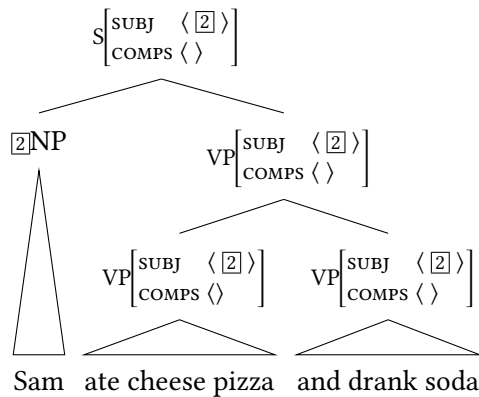 S[SUBJ ⟨ 2 ⟩
COMPS ⟨ ⟩]
2NP
VP[SUBJ ⟨ 2 ⟩
COMPS ⟨ ⟩]
VP[SUBJ ⟨ 2 ⟩
COMPS ⟨⟩]
VP[SUBJ ⟨ 2 ⟩
COMPS ⟨ ⟩]
Sam ate cheese pizza and drank soda